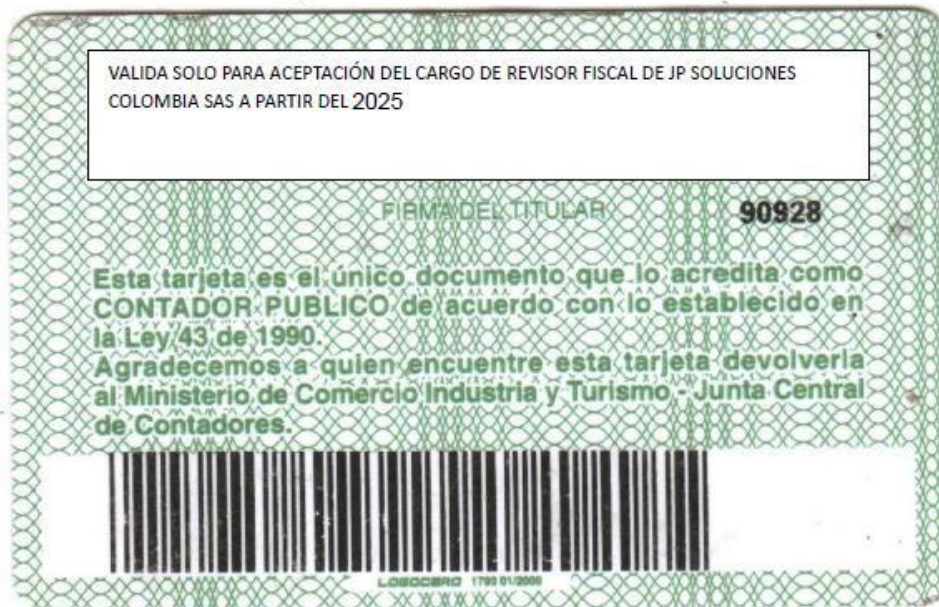 VALIDA SOLO PARA ACEPTACIÓN DEL CARGO DE REVISOR FISCAL DE JP SOLUCIONES
COLOMBIA SAS A PARTIR DEL 2025
FIRMA DEL TITULAR 90928
Esta tarjeta es el único documento que lo acredita como
CONTADOR PUBLICO de acuerdo con lo establecido en
la Ley 43 de 1990.
Agradecemos a quien encuentre esta tarjeta devolverla
al Ministerio de Comercio Industria y Turismo - Junta Central
de Contadores.